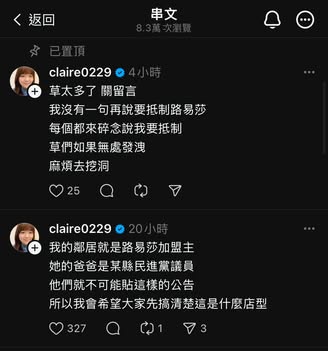 返回
串文
8.3萬 次瀏覽
已置頂
claire0229 4小時
草太多了 關留言
我沒有一句再說要抵制路易莎
每個都來碎念說我要抵制
草們如果無處發洩
麻煩去挖洞
25
claire0229 20小時
我的鄰居就是路易莎加盟主
她的爸爸是某縣民進黨議員
他們就不可能貼這樣的公告
所以我會希望大家先搞清楚這是什麼店型
327 1 3